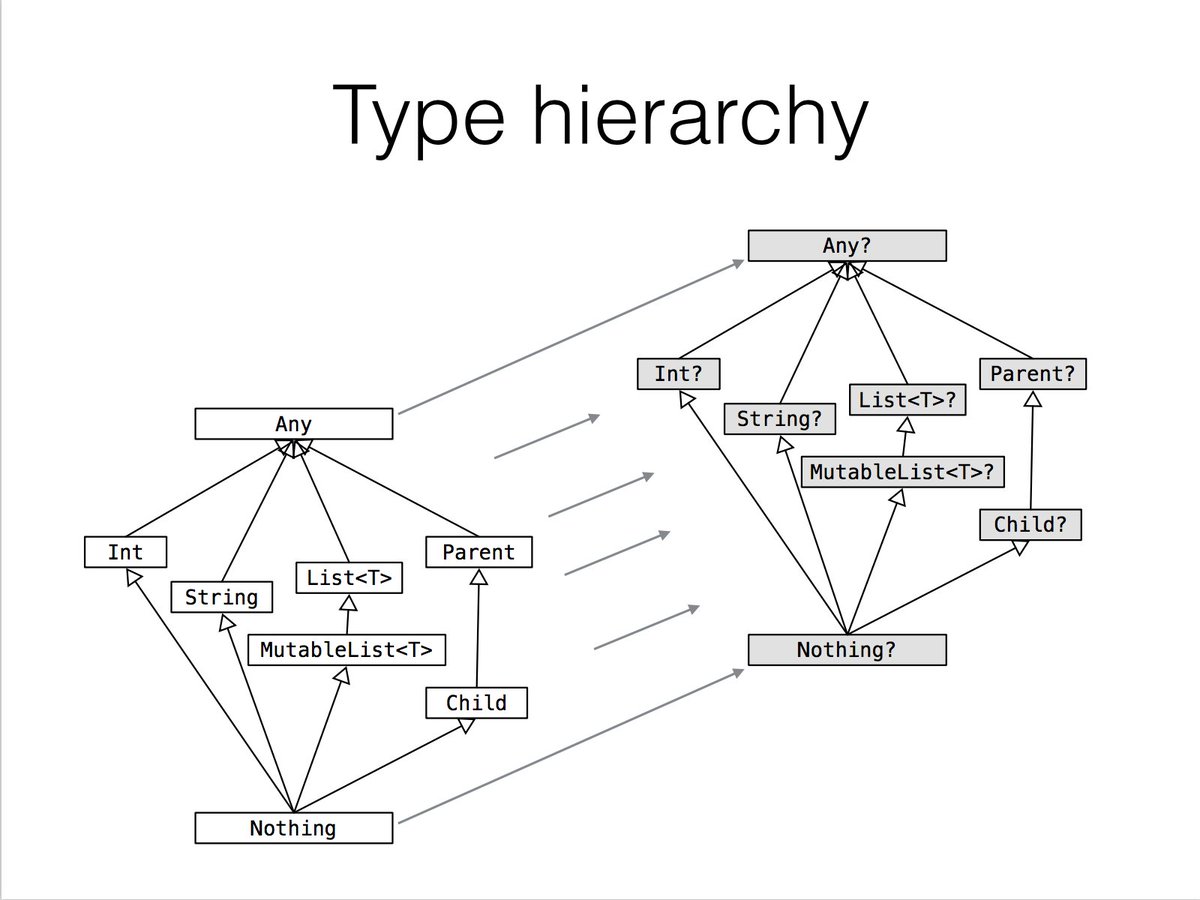 Type hierarchy
Any?
Int?
String?
List<T>?
Parent?
MutableList<T>?
Child?
Nothing?
Any
Int
String
List<T>
Parent
MutableList<T>
Child
Nothing